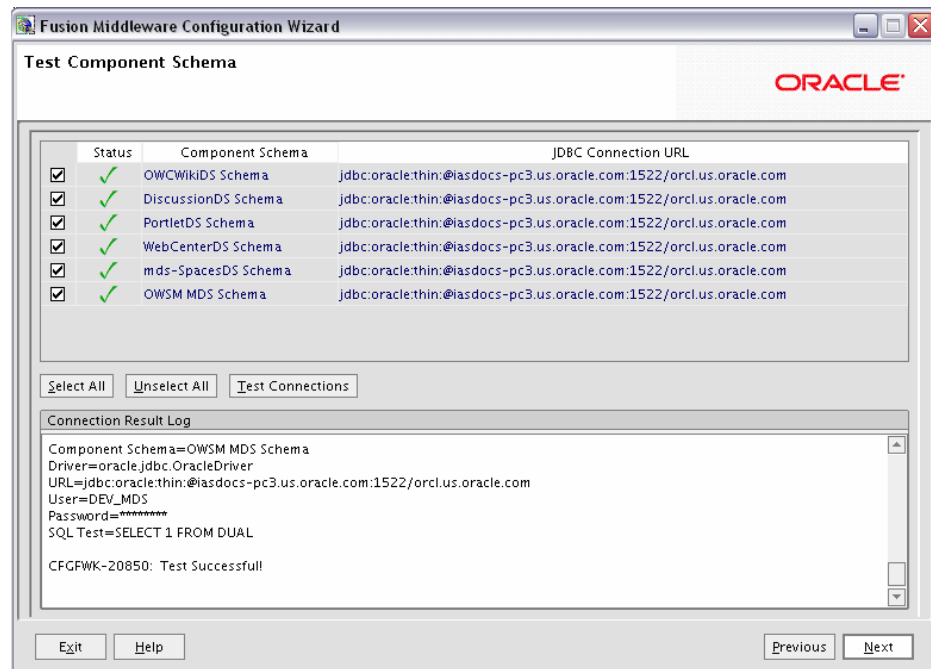 Fusion Middleware Configuration Wizard
Test Component Schema
ORACLE
Status Component Schema JDBC Connection URL
OWCWikiDS Schema jdbc:oracle:thin:@iasdocs-pc3.us.oracle.com:1522/orcl.us.oracle.com
DiscussionDS Schema jdbc:oracle:thin:@iasdocs-pc3.us.oracle.com:1522/orcl.us.oracle.com
PortletDS Schema jdbc:oracle:thin:@iasdocs-pc3.us.oracle.com:1522/orcl.us.oracle.com
WebCenterDS Schema jdbc:oracle:thin:@iasdocs-pc3.us.oracle.com:1522/orcl.us.oracle.com
mds-SpacesDS Schema jdbc:oracle:thin:@iasdocs-pc3.us.oracle.com:1522/orcl.us.oracle.com
OWSM MDS Schema jdbc:oracle:thin:@iasdocs-pc3.us.oracle.com:1522/orcl.us.oracle.com
Select All Unselect All Test Connections
Connection Result Log
Component Schema=OWSM MDS Schema
Driver=oracle.jdbc.OracleDriver
URL=jdbc:oracle:thin:@iasdocs-pc3.us.oracle.com:1522/orcl.us.oracle.com
User=DEV_MDS
Password=********
SQL Test=SELECT 1 FROM DUAL
CFGFWK-20850: Test Successful!
Exit Help Previous Next